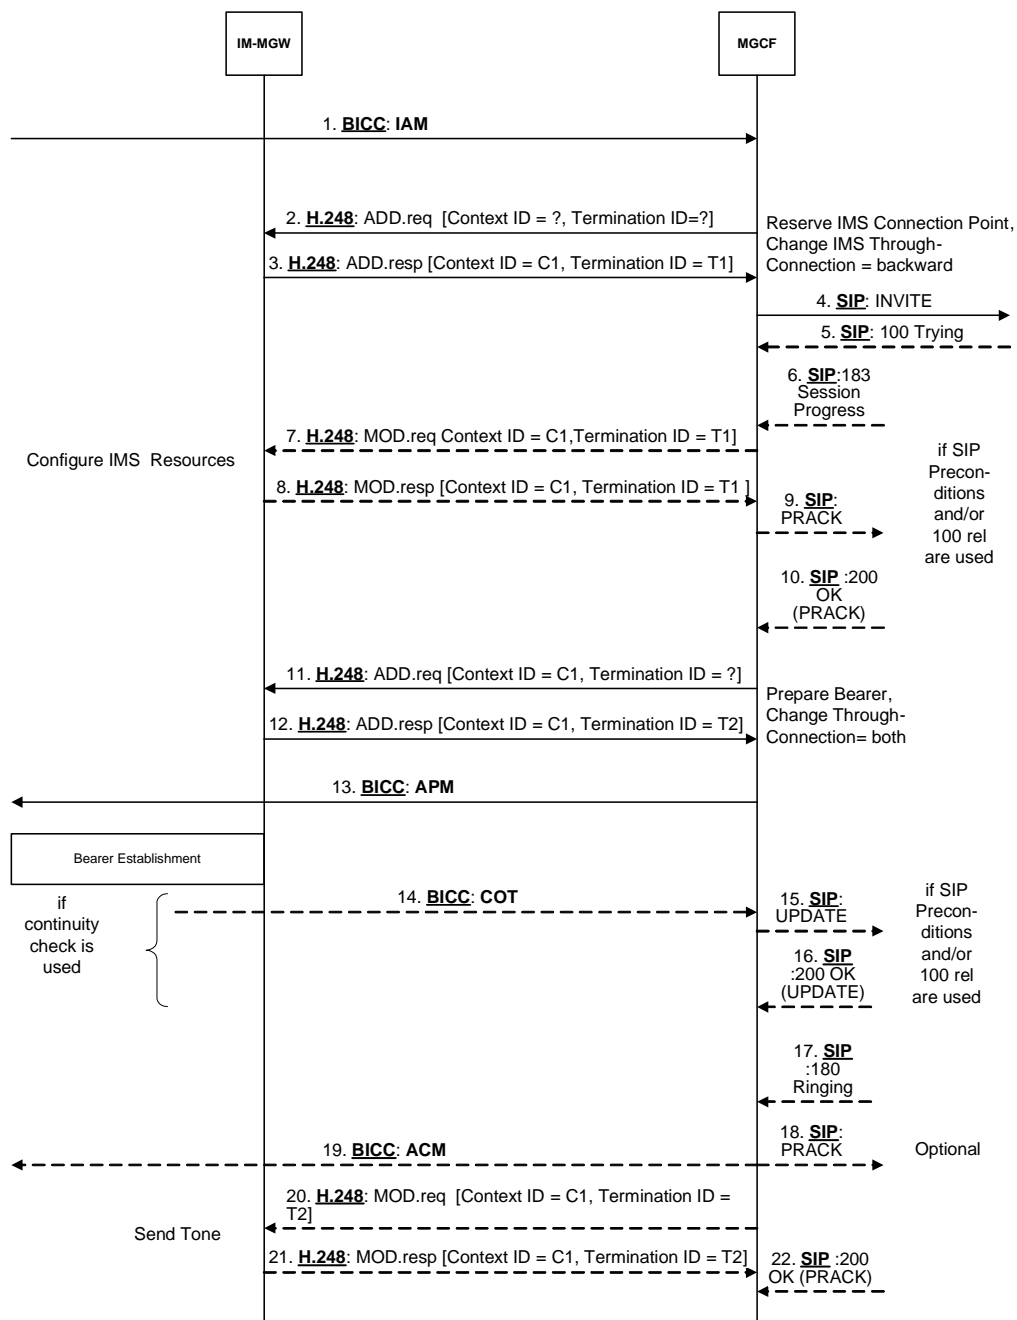 IM-MGW
MGCF
1. BICC: IAM
2. H.248: ADD.req  [Context ID = ?, Termination ID=?]
Reserve IMS Connection Point,
Change IMS Through-
Connection = backward
3. H.248: ADD.resp [Context ID = C1, Termination ID = T1]
4. SIP: INVITE
5. SIP: 100 Trying
6. SIP:183
Session
Progress
7. H.248: MOD.req Context ID = C1,Termination ID = T1]
Configure IMS  Resources
if SIP
Precon-
ditions
and/or
100 rel
are used
8. H.248: MOD.resp [Context ID = C1, Termination ID = T1 ]
9. SIP:
PRACK
10. SIP :200
OK
(PRACK)
11. H.248: ADD.req [Context ID = C1, Termination ID = ?]
Prepare Bearer,
Change Through-
Connection= both
12. H.248: ADD.resp [Context ID = C1, Termination ID = T2]
13. BICC: APM
Bearer Establishment
if
continuity
check is
used
14. BICC: COT
15. SIP:
UPDATE
if SIP
Precon-
ditions
and/or
100 rel
are used
16. SIP
:200 OK
(UPDATE)
17. SIP
:180
Ringing
18. SIP:
PRACK
Optional
19. BICC: ACM
20. H.248: MOD.req  [Context ID = C1, Termination ID =
T2]
Send Tone
21. H.248: MOD.resp [Context ID = C1, Termination ID = T2]
22. SIP :200
OK (PRACK)